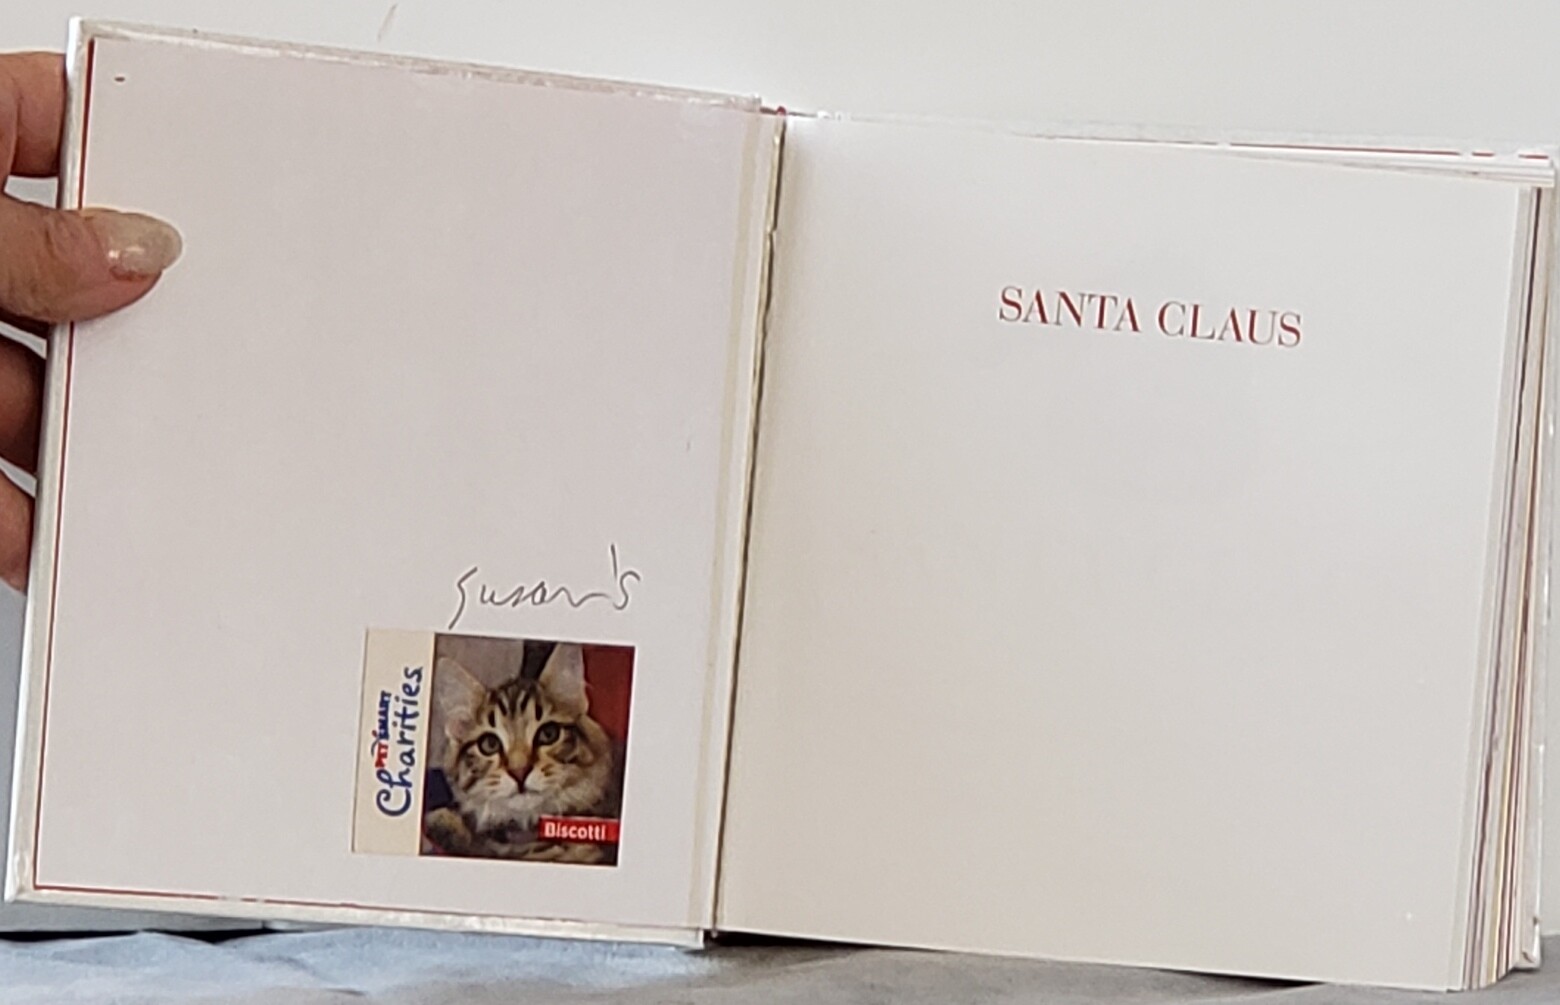 Susan's
PETSMART
Charities
Biscotti
SANTA CLAUS